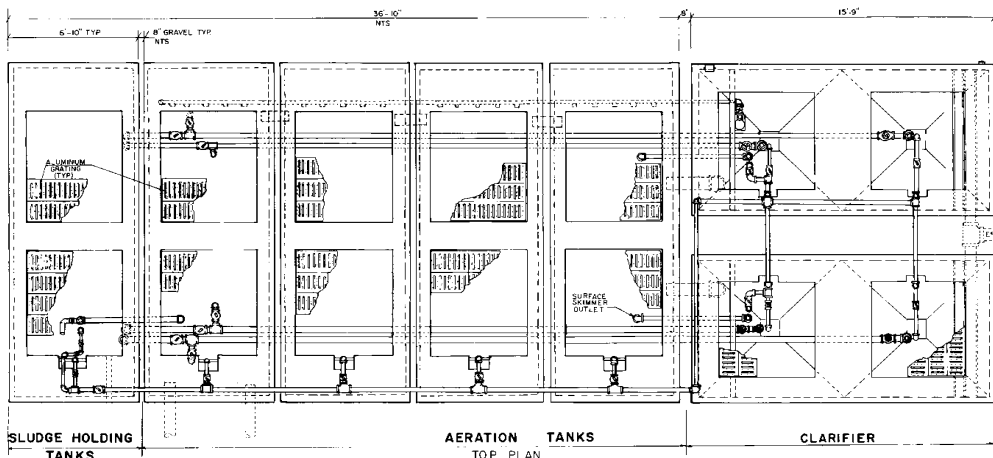 36'-10"
NTS
8"
15'-9"
6'-10" TYP
8" GRAVEL TYP.
NTS
ALUMINUM
GRATING
(TYP)
SURFACE
SKIMMER
OUTLET
SLUDGE HOLDING
TANKS
AERATION TANKS
TOP PLAN
CLARIFIER